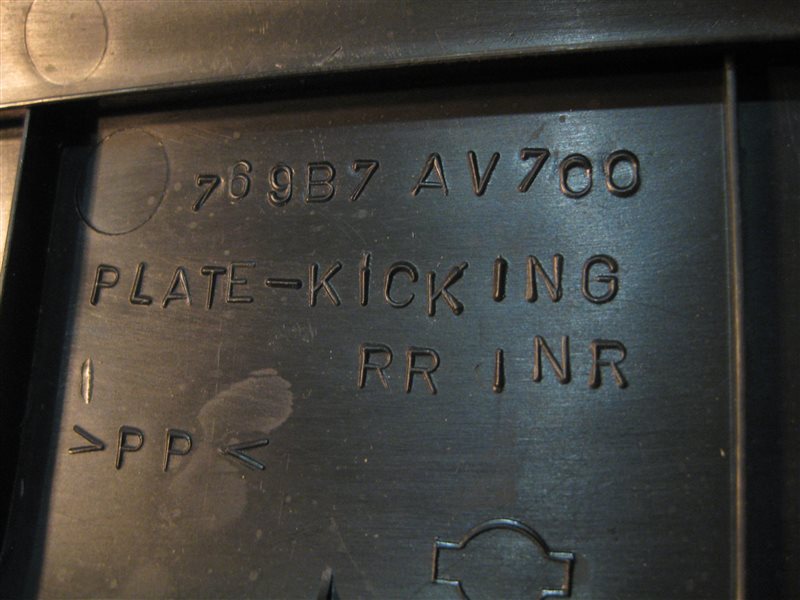 769B7 AV700
PLATE-KICKING
I RR INR
>PP<